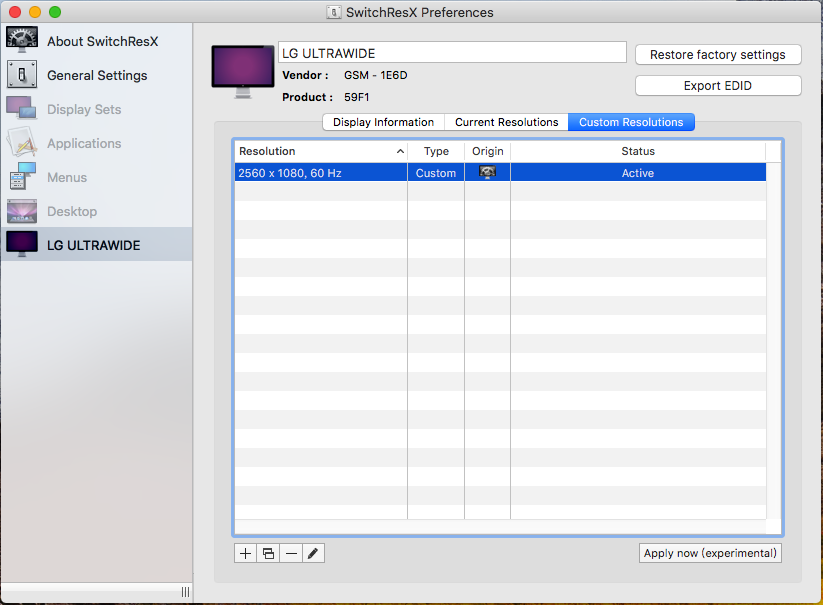 SwitchResX Preferences
About SwitchResX
General Settings
Display Sets
Applications
Menus
Desktop
LG ULTRAWIDE
LG ULTRAWIDE
Vendor : GSM - 1E6D
Product : 59F1
Restore factory settings
Export EDID
Display Information Current Resolutions Custom Resolutions
Resolution Type Origin Status
2560 x 1080, 60 Hz Custom Active
Apply now (experimental)